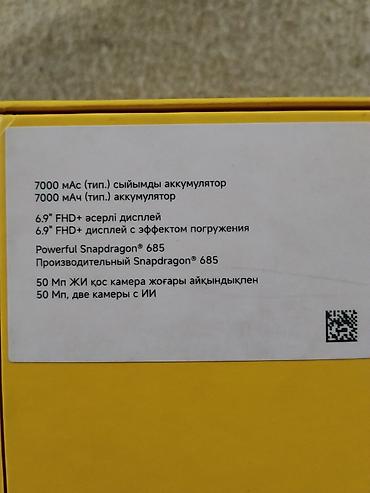 7000 мАс (тип.) сыйымды аккумулятор
7000 мАч (тип.) аккумулятор
6.9" FHD+ әсерлі дисплей
6.9" FHD+ дисплей с эффектом погружения
Powerful Snapdragon® 685
Производительный Snapdragon® 685
50 Мп ЖИ қос камера жоғары айқындықпен
50 Мп, две камеры с ИИ